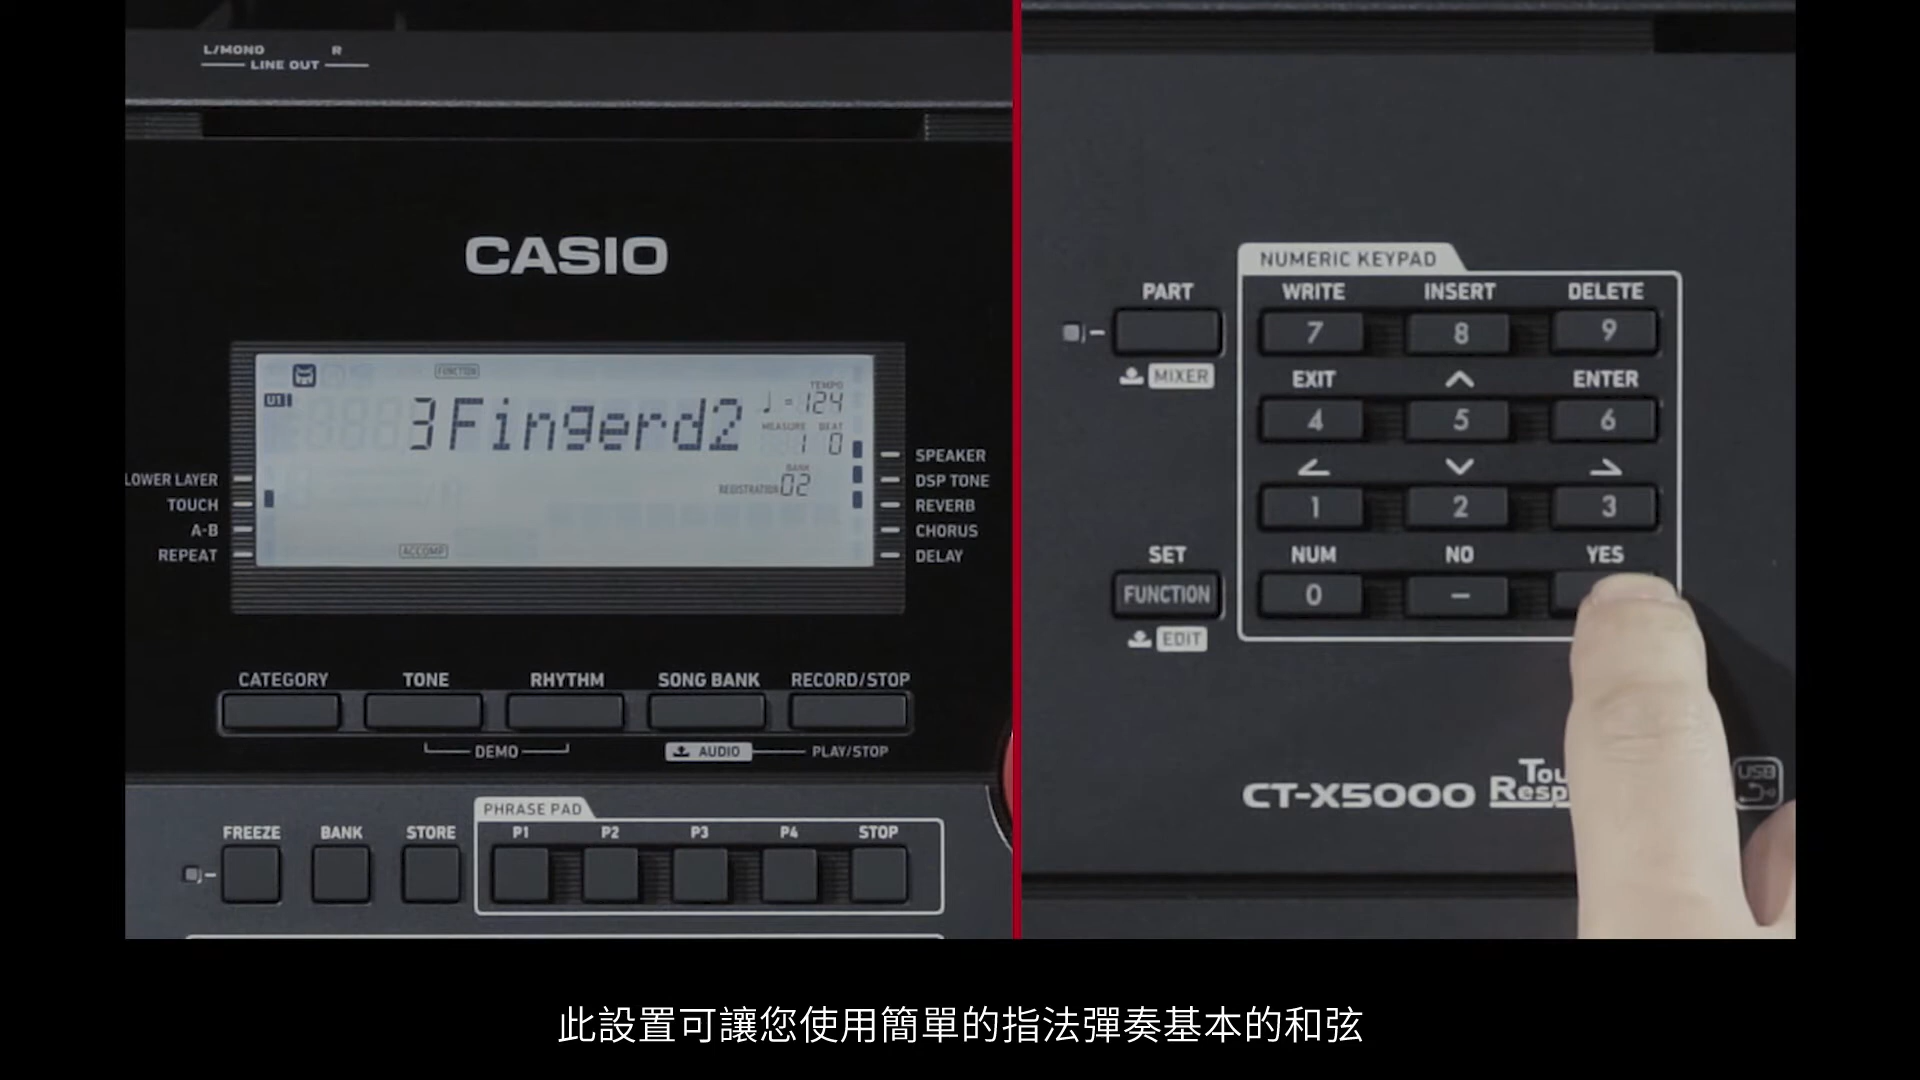 L/MONO R
LINE OUT
CASIO
FUNCTION
U1
3 Fingerd2
TEMPO
♩ = 124
MEASURE BEAT
1 0
BANK
REGISTRATION 02
ACCOMP
LOWER LAYER
TOUCH
A-B
REPEAT
SPEAKER
DSP TONE
REVERB
CHORUS
DELAY
CATEGORY TONE RHYTHM SONG BANK RECORD/STOP
DEMO AUDIO PLAY/STOP
PHRASE PAD
FREEZE BANK STORE P1 P2 P3 P4 STOP
NUMERIC KEYPAD
PART WRITE INSERT DELETE
7 8 9
MIXER
EXIT ENTER
4 5 6
1 2 3
SET NUM NO YES
FUNCTION 0 −
EDIT
CT-X5000
USB
此設置可讓您使用簡單的指法彈奏基本的和弦